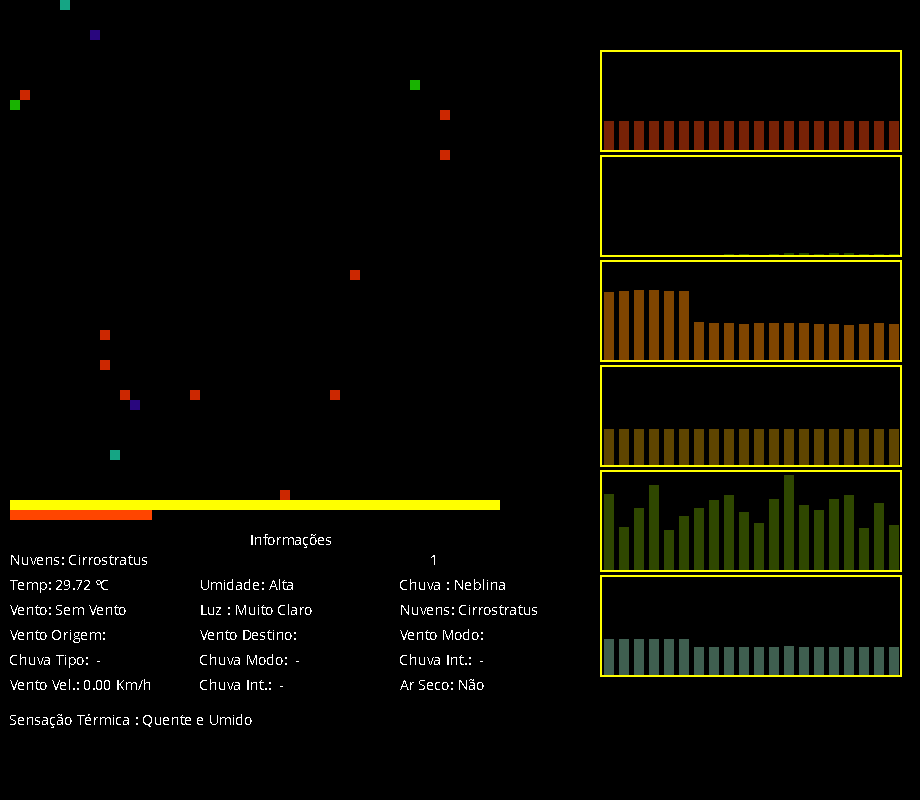 Informações
Nuvens: Cirrostratus 1
Temp: 29.72 ºC Umidade: Alta Chuva : Neblina
Vento: Sem Vento Luz : Muito Claro Nuvens: Cirrostratus
Vento Origem: Vento Destino: Vento Modo:
Chuva Tipo: - Chuva Modo: - Chuva Int.: -
Vento Vel.: 0.00 Km/h Chuva Int.: - Ar Seco: Não
Sensação Térmica : Quente e Umido